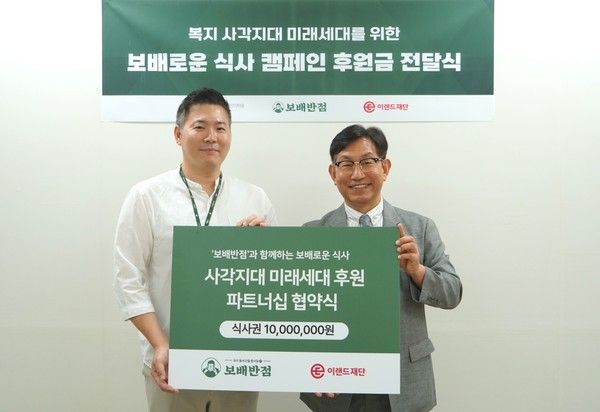 복지 사각지대 미래세대를 위한
보배로운 식사 캠페인 후원금 전달식
보배반점 이랜드재단
'보배반점'과 함께하는 보배로운 식사
사각지대 미래세대 후원
파트너십 협약식
식사권 10,000,000원
보배반점 이랜드재단